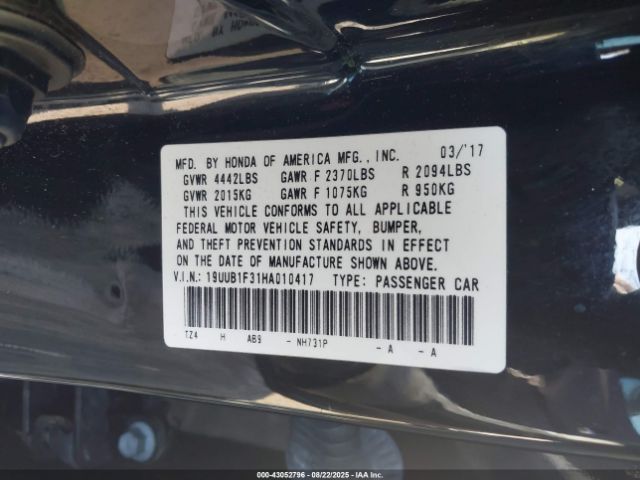 MFD. BY HONDA OF AMERICA MFG., INC. 03/'17
GVWR 4442LBS GAWR F 2370LBS R 2094LBS
GVWR 2015KG GAWR F 1075KG R 950KG
THIS VEHICLE CONFORMS TO ALL APPLICABLE
FEDERAL MOTOR VEHICLE SAFETY, BUMPER,
AND THEFT PREVENTION STANDARDS IN EFFECT
ON THE DATE OF MANUFACTURE SHOWN ABOVE.
V.I.N.: 19UUB1F31HA010417 TYPE: PASSENGER CAR
TZ4 H AB9 - NH731P - A - A
000-43052796 - 08/22/2025 - IAA Inc.